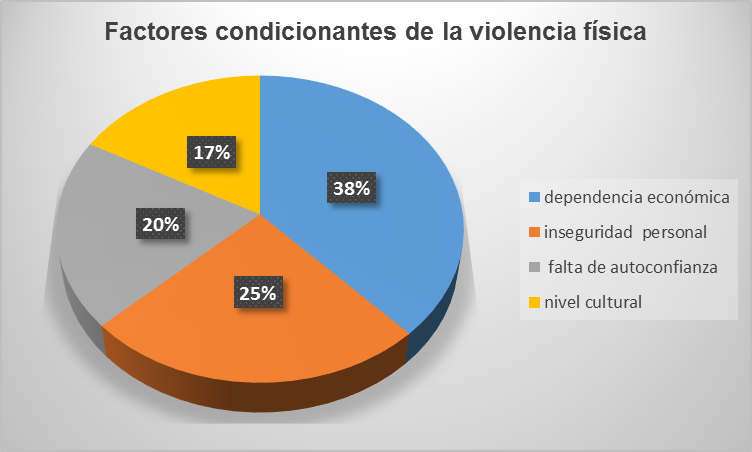 Factores condicionantes de la violencia física
17%
38%
20%
25%
dependencia económica
inseguridad personal
falta de autoconfianza
nivel cultural